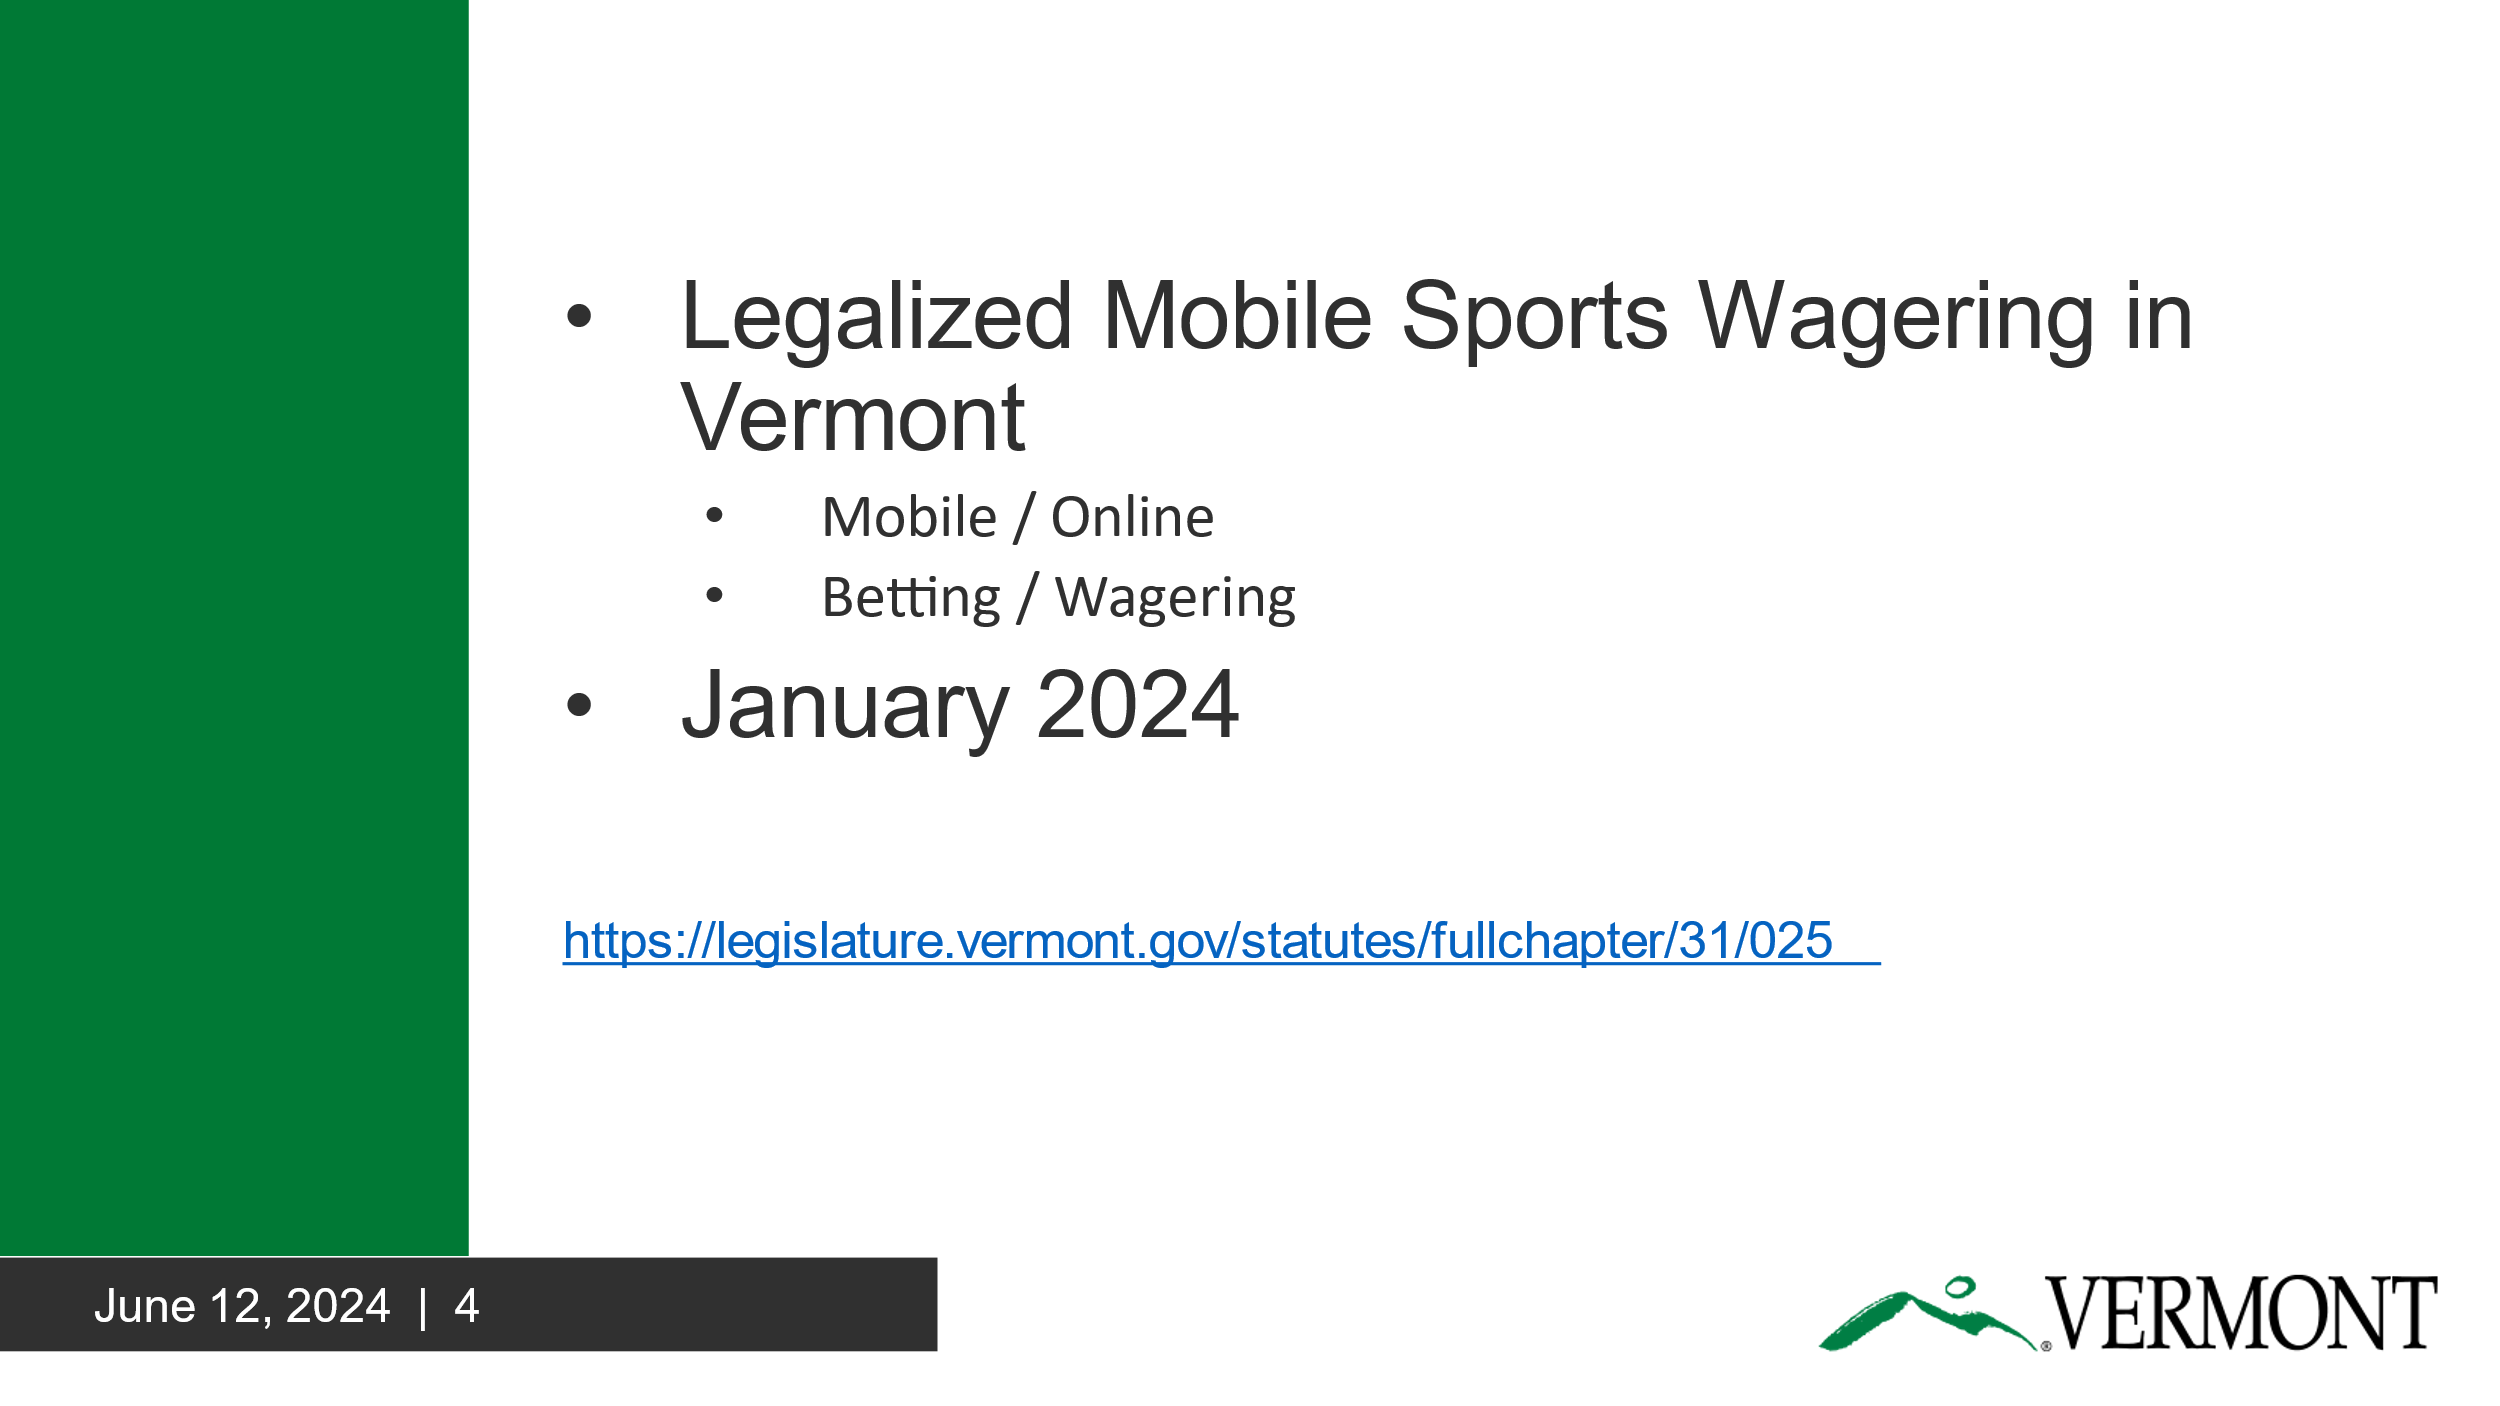 • Legalized Mobile Sports Wagering in
Vermont
• Mobile / Online
• Betting / Wagering
• January 2024
https://legislature.vermont.gov/statutes/fullchapter/31/025
June 12, 2024 | 4
® VERMONT